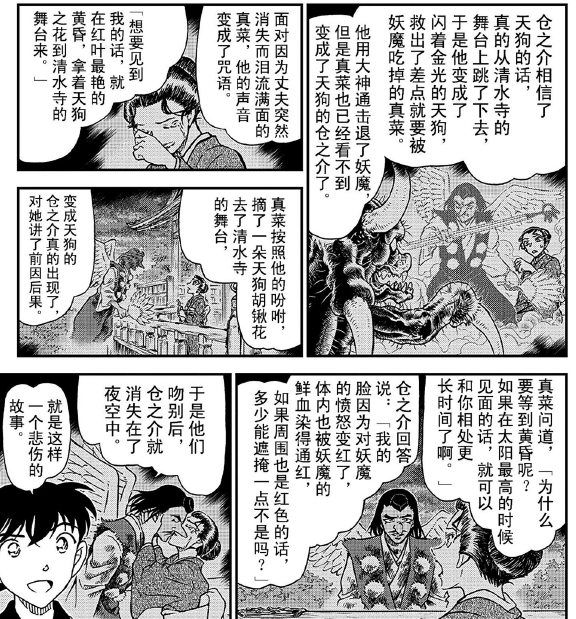 仓之介相信了
天狗的话，
真的从清水寺的
舞台上跳了下去，
于是他变成了
闪着金光的天狗，
救出了差点就要被
妖魔吃掉的真菜。
他用大神通击退了妖魔，
但是真菜也已经看不到
变成了天狗的仓之介了。
面对因为丈夫突然
消失而泪流满面的
真菜，他的声音
变成了咒语。
「想要见到
我的话，就
在红叶最艳的
黄昏，拿着天狗
之花到清水寺的
舞台来。」
真菜按照他的吩咐，
摘了一朵天狗胡锹花
去了清水寺
的舞台，
变成天狗的
仓之介真的出现了，
对她讲了前因后果。
真菜问道，「为什么
要等到黄昏呢？
如果在太阳最高的时候
见面的话，就可以
和你相处更
长时间了啊。」
仓之介回答
说：「我的
脸因为对妖魔
的愤怒变红了，
体内也被妖魔的
鲜血染得通红，
如果周围也是红色的话，
多少能遮掩一点不是吗？」
于是他们
吻别后，
仓之介就
消失在了
夜空中。
就是这样
一个悲伤的
故事。